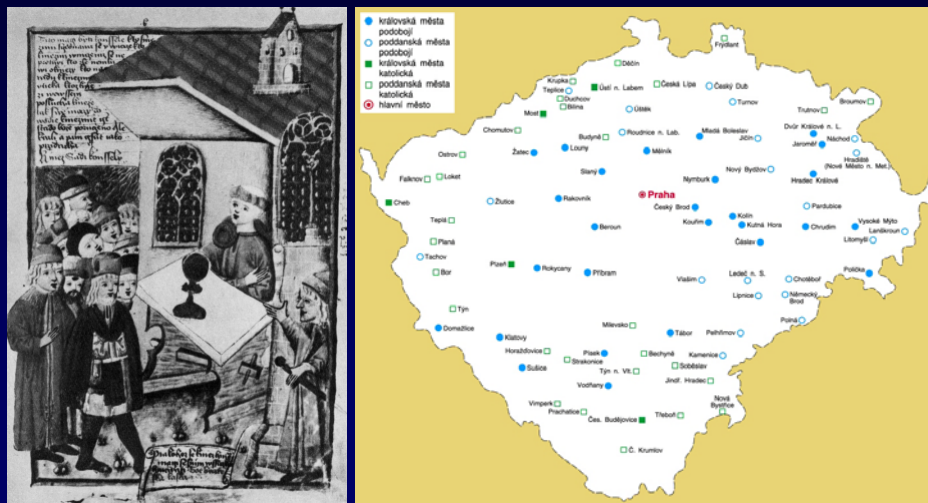 královská města
podobojí
poddanská města
podobojí
královská města
katolická
poddanská města
katolická
hlavní město
Frýdlant
Děčín
Krupka
Teplice
Ústí n. Labem
Česká Lípa
Český Dub
Duchcov
Bílina
Most
Úštěk
Turnov
Trutnov
Broumov
Chomutov
Budyně
Roudnice n. Lab.
Mladá Boleslav
Jičín
Dvůr Králové n. L.
Jeroměř
Náchod
Hradiště
(Nové Město n. Met.)
Ostrov
Žatec
Louny
Mělník
Falknov
Loket
Slaný
Nymburk
Nový Bydžov
Hradec Králové
Cheb
Žlutice
Rakovník
Praha
Český Brod
Kolín
Pardubice
Teplá
Beroun
Kouřim
Kutná Hora
Chrudim
Vysoké Mýto
Lanškroun
Litomyšl
Planá
Čáslav
Tachov
Bor
Plzeň
Rokycany
Příbram
Vlašim
Ledeč n. S.
Chotěboř
Polička
Lipnice
Německý
Brod
Týn
Polná
Domažlice
Klatovy
Milevsko
Tábor
Pelhřimov
Horažďovice
Strakonice
Písek
Bechyně
Kamenice
Sušice
Týn n. Vlt.
Soběslav
Jindř. Hradec
Vodňany
Vimperk
Prachatice
Čes. Budějovice
Třeboň
Nová
Bystřice
Č. Krumlov